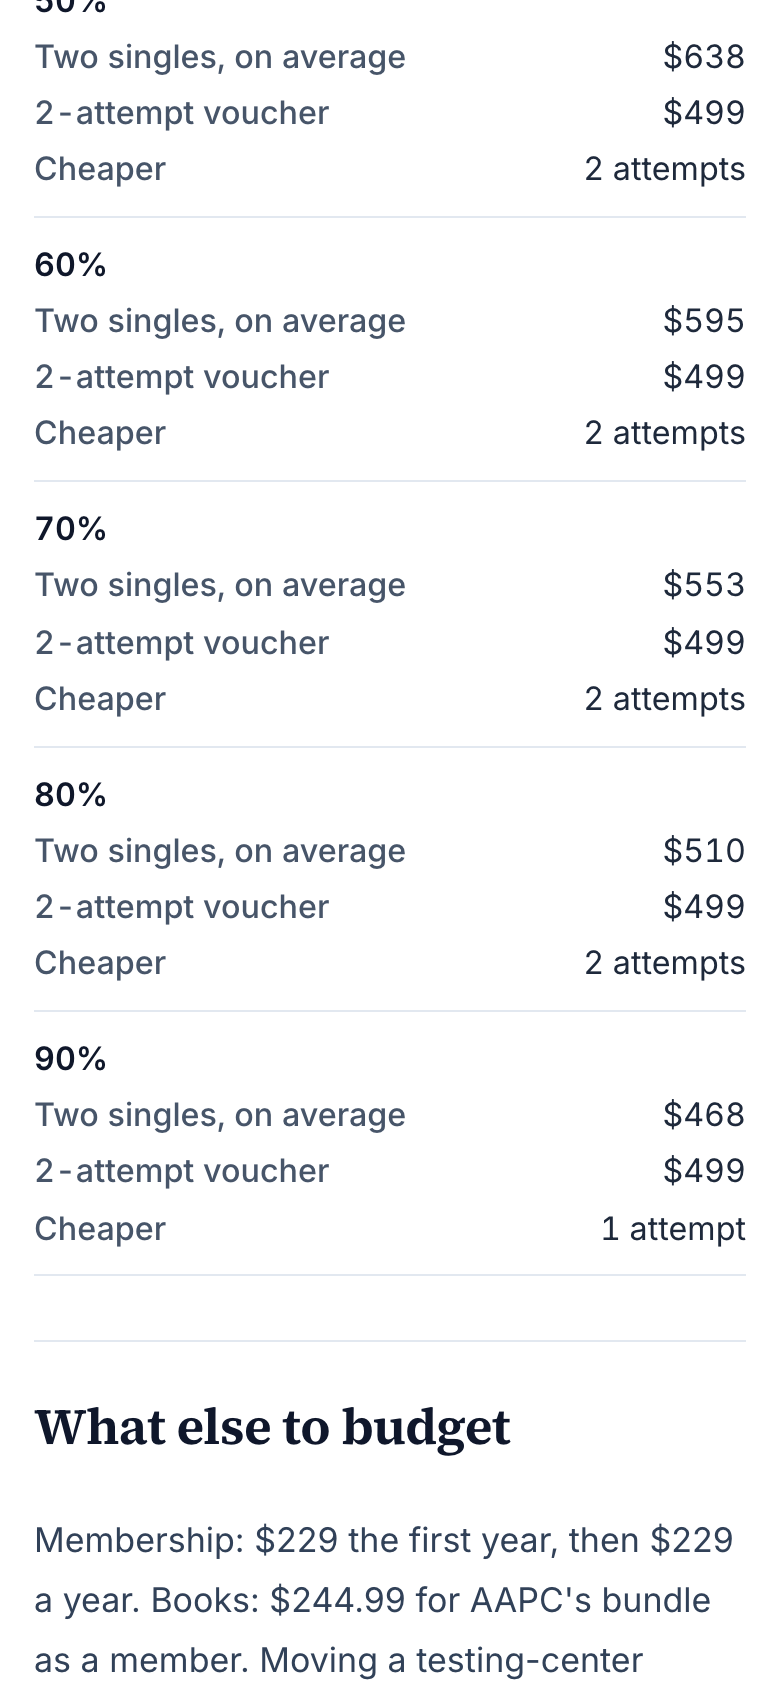 50%
Two singles, on average $638
2-attempt voucher $499
Cheaper 2 attempts
60%
Two singles, on average $595
2-attempt voucher $499
Cheaper 2 attempts
70%
Two singles, on average $553
2-attempt voucher $499
Cheaper 2 attempts
80%
Two singles, on average $510
2-attempt voucher $499
Cheaper 2 attempts
90%
Two singles, on average $468
2-attempt voucher $499
Cheaper 1 attempt
What else to budget
Membership: $229 the first year, then $229
a year. Books: $244.99 for AAPC's bundle
as a member. Moving a testing-center